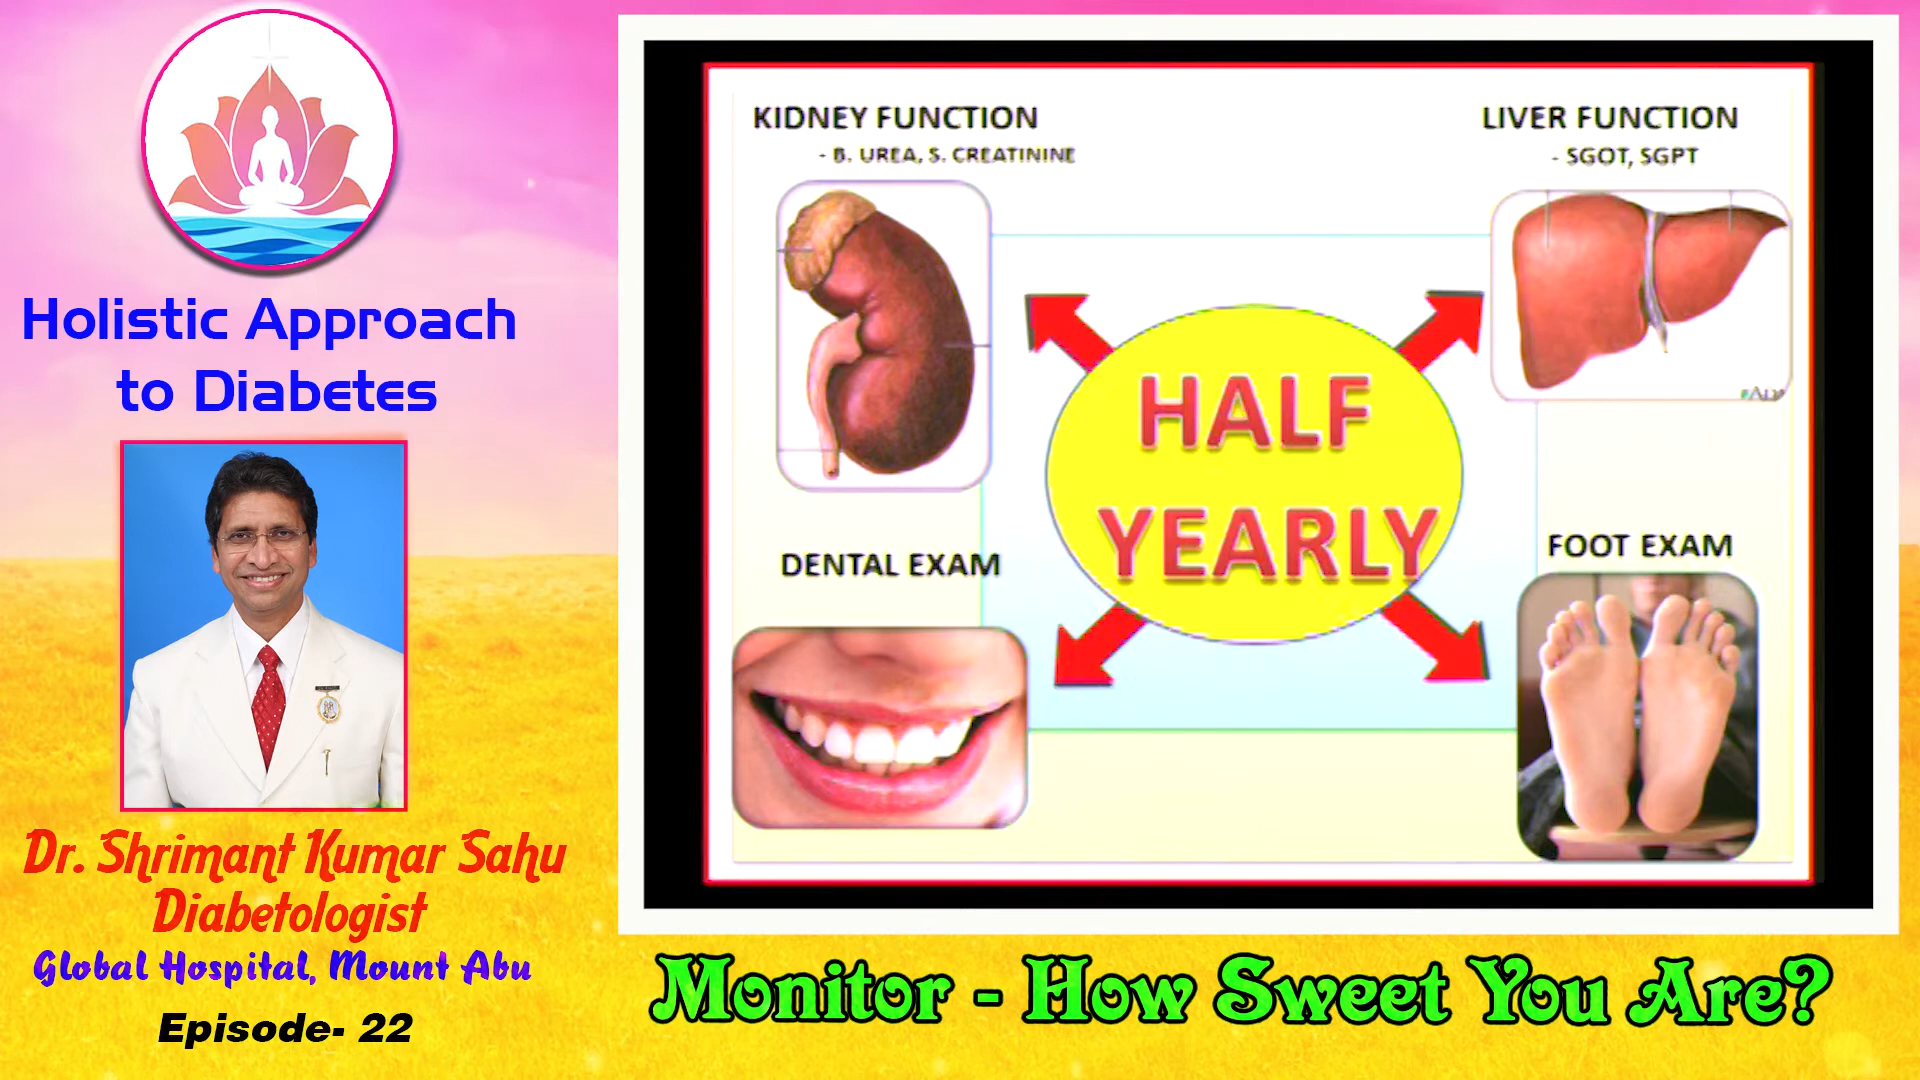 Holistic Approach
to Diabetes
Dr. Shrimant Kumar Sahu
Diabetologist
Global Hospital, Mount Abu
Episode- 22
KIDNEY FUNCTION
- B. UREA, S. CREATININE
LIVER FUNCTION
- SGOT, SGPT
HALF
YEARLY
DENTAL EXAM
FOOT EXAM
Monitor - How Sweet You Are?